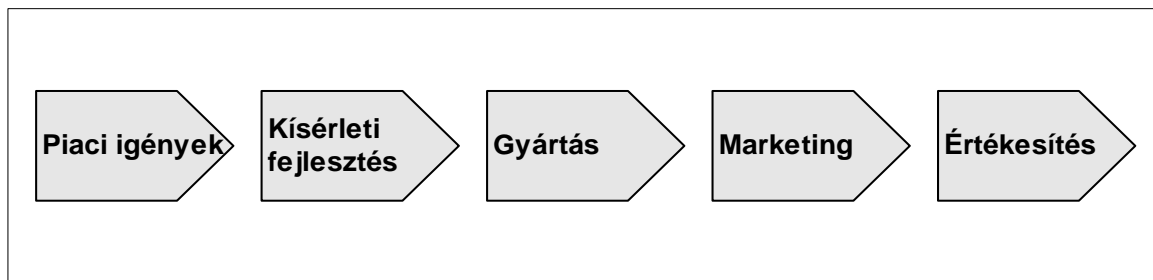 Piaci igények
Kísérleti
fejlesztés
Gyártás
Marketing
Értékesítés